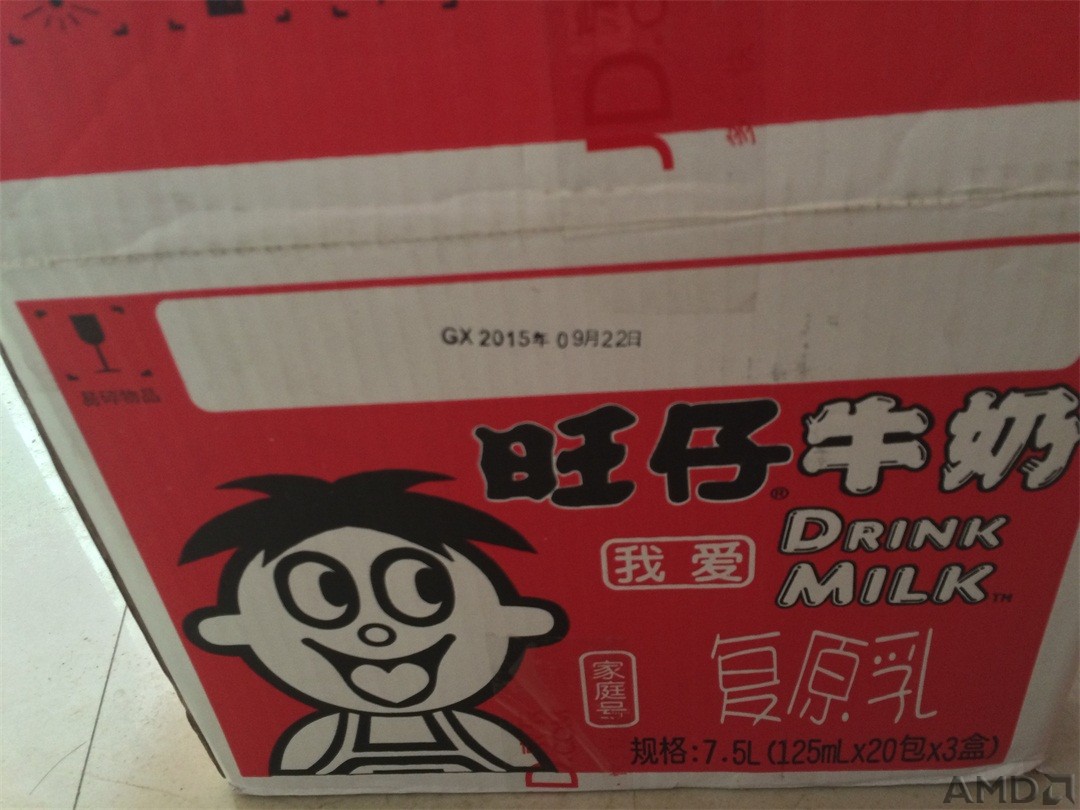 JD
GX 2015年 09月22日
易碎物品
旺仔®牛奶
我爱
DRINK
MILK™
家庭号
复原乳
规格:7.5L(125mLx20包x3盒)
AMD